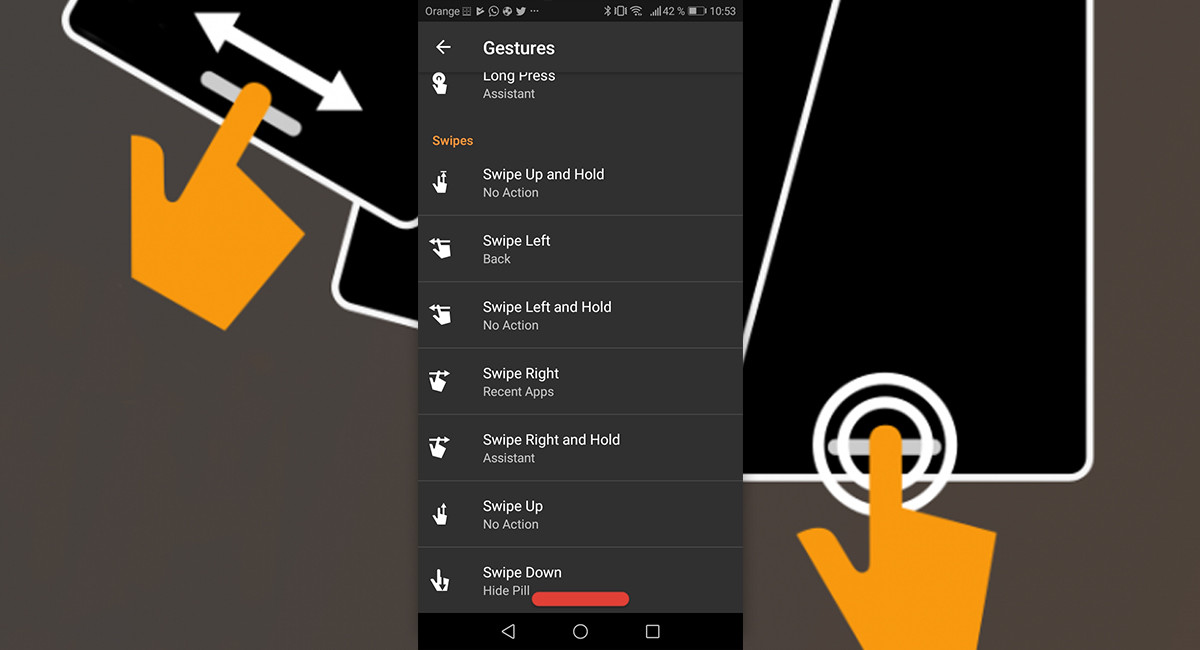 Orange 42 % 10:53
Gestures
Long Press
Assistant
Swipes
Swipe Up and Hold
No Action
Swipe Left
Back
Swipe Left and Hold
No Action
Swipe Right
Recent Apps
Swipe Right and Hold
Assistant
Swipe Up
No Action
Swipe Down
Hide Pill